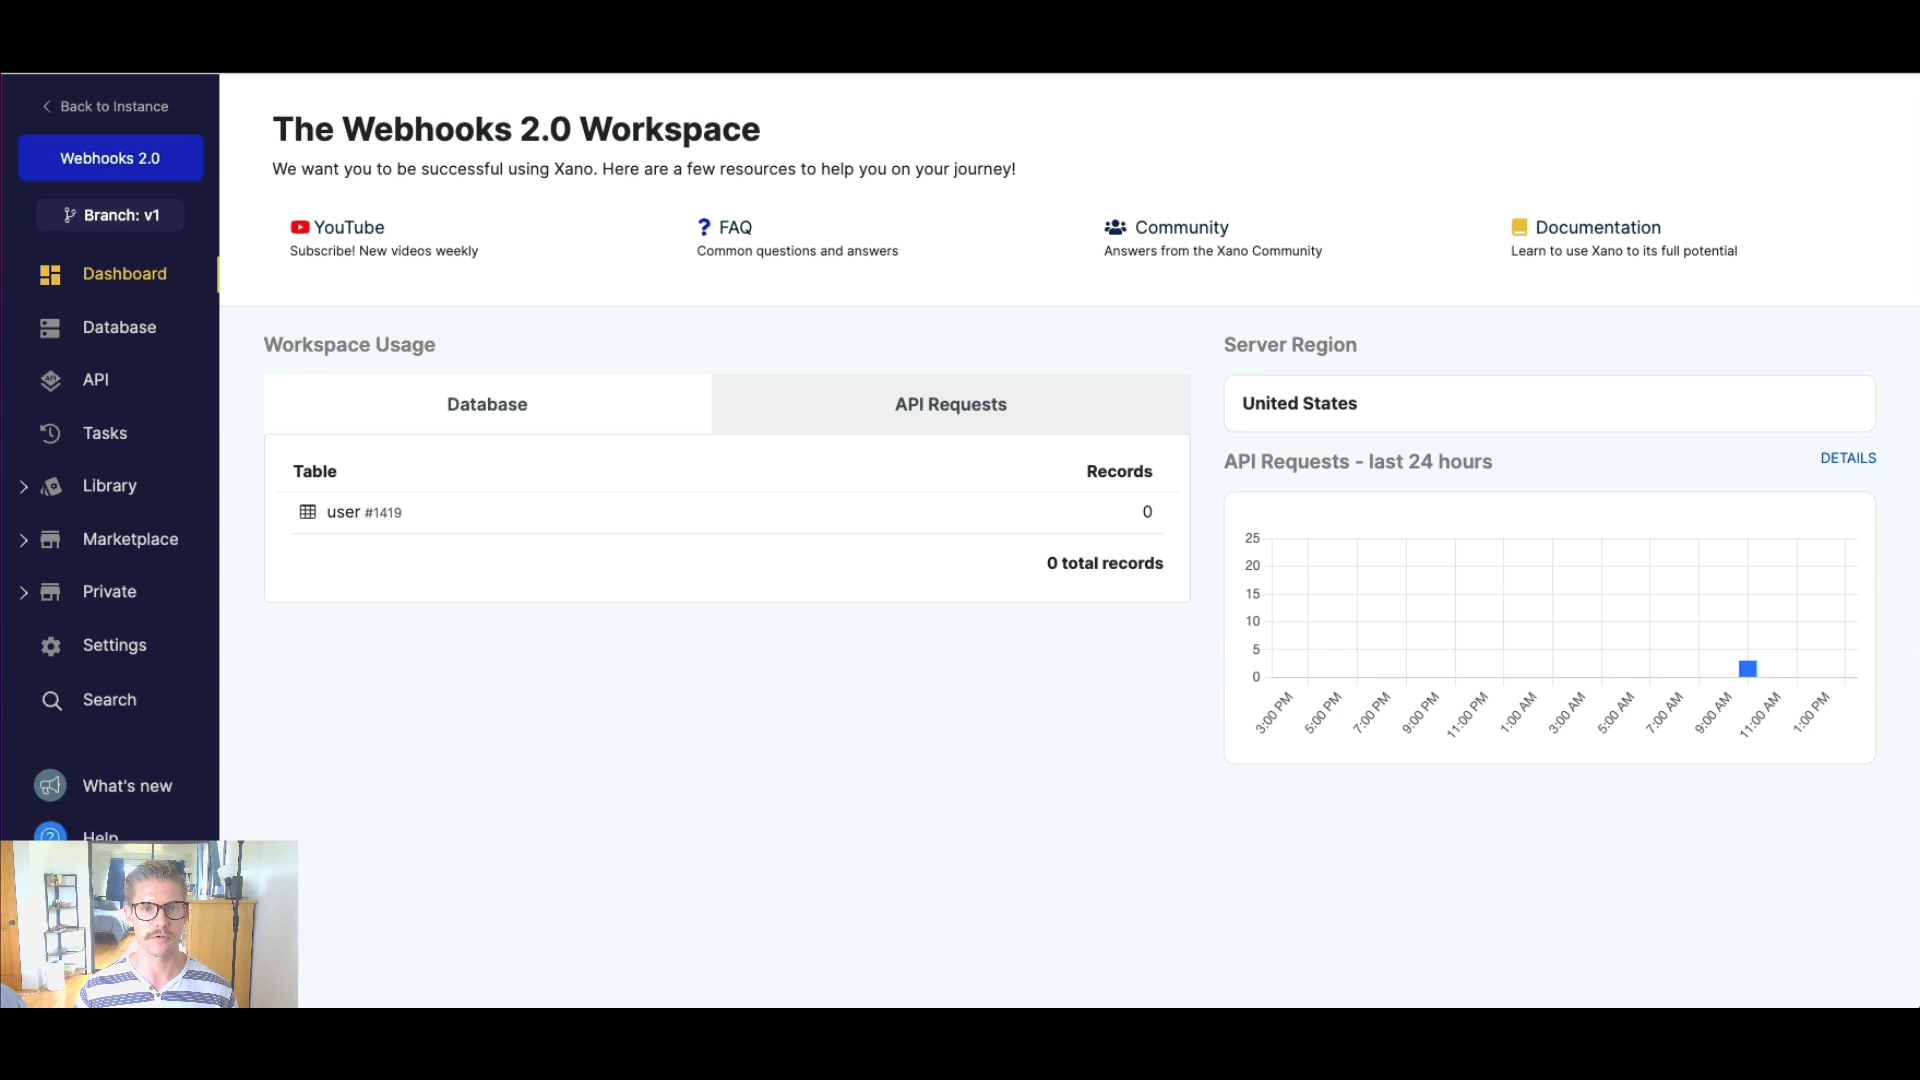 Back to Instance
Webhooks 2.0
Branch: v1
Dashboard
Database
API
Tasks
Library
Marketplace
Private
Settings
Search
What's new
Help
The Webhooks 2.0 Workspace
We want you to be successful using Xano. Here are a few resources to help you on your journey!
YouTube
Subscribe! New videos weekly
FAQ
Common questions and answers
Community
Answers from the Xano Community
Documentation
Learn to use Xano to its full potential
Workspace Usage
Database
API Requests
Table Records
user #1419 0
0 total records
Server Region
United States
API Requests - last 24 hours
DETAILS
25
20
15
10
5
0
3:00 PM
5:00 PM
7:00 PM
9:00 PM
11:00 PM
1:00 AM
3:00 AM
5:00 AM
7:00 AM
9:00 AM
11:00 AM
1:00 PM